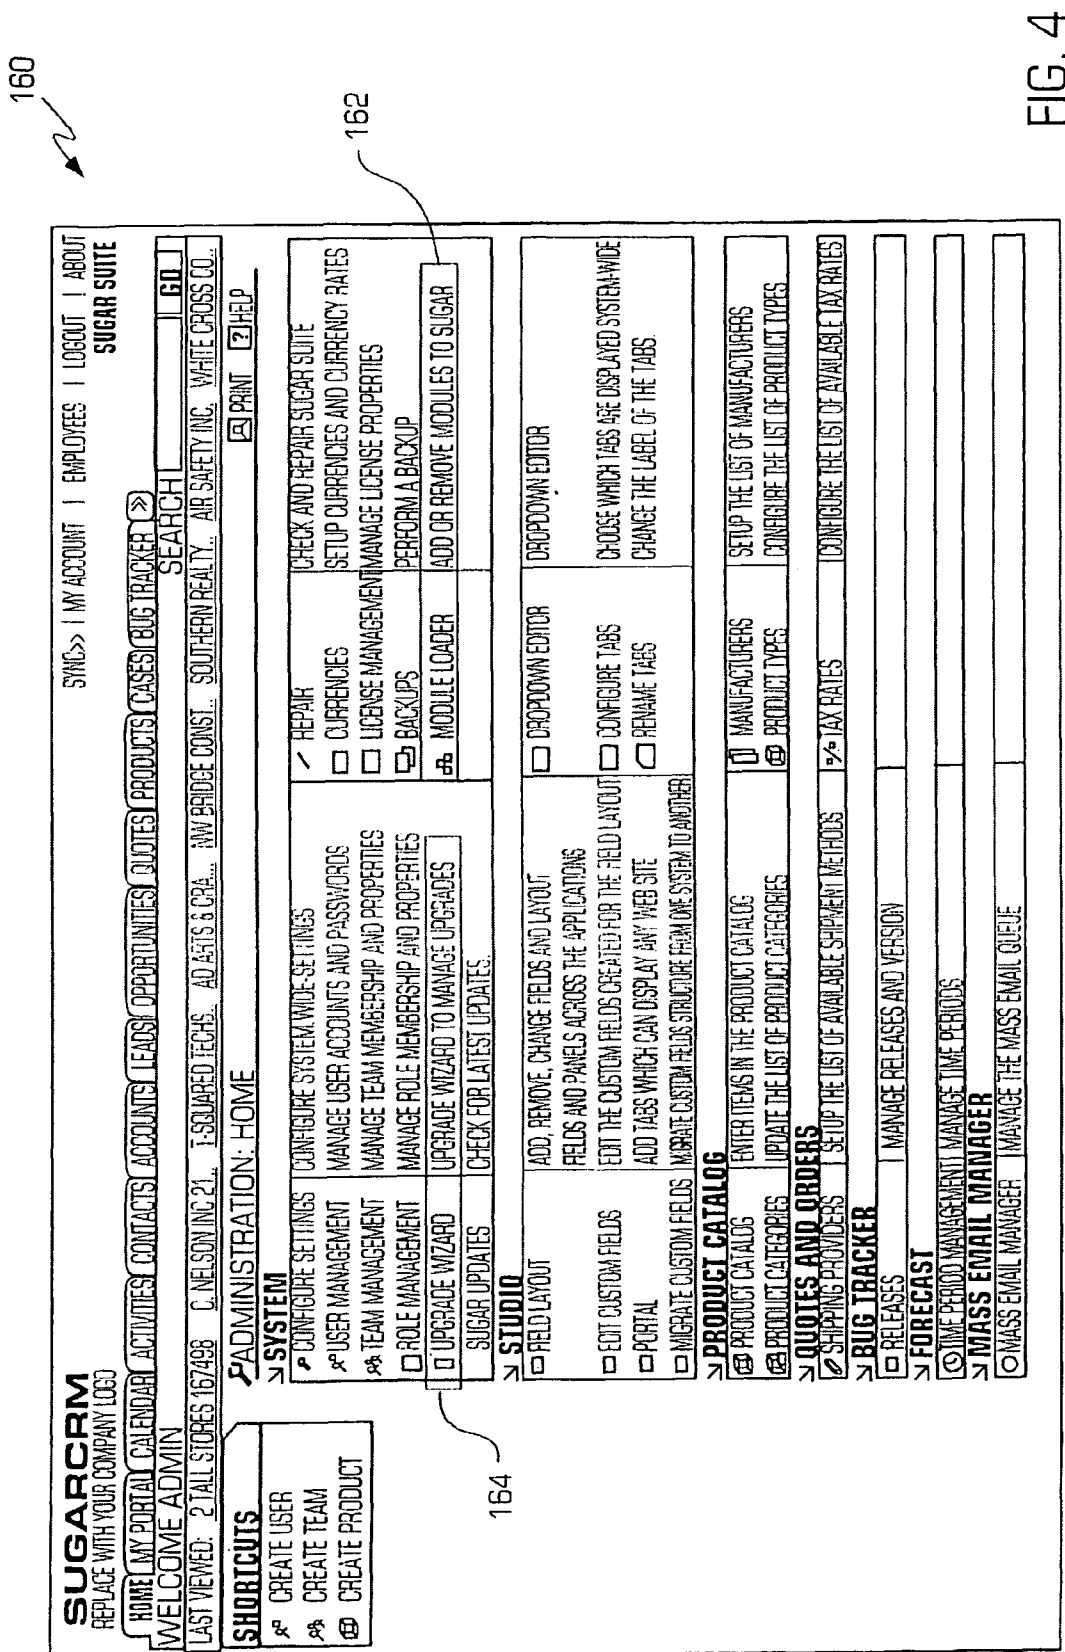 160
SYNC>> | MY ACCOUNT | EMPLOYEES | LOGOUT | ABOUT
SUGARCRM
SUGAR SUITE
REPLACE WITH YOUR COMPANY LOGO
HOME MY PORTAL CALENDAR ACTIVITIES CONTACTS ACCOUNTS LEADS OPPORTUNITIES QUOTES PRODUCTS CASES BUG TRACKER >>
WELCOME ADMIN SEARCH GO
LAST VIEWED: 2 TALL STORES 167498 C. NELSON INC 21.. T-SQUARED TECHS.. AD ARTS & CRA... NW BRIDGE CONST.. SOUTHERN REALTY.. AIR SAFETY INC. WHITE CROSS CO..
SHORTCUTS
CREATE USER
CREATE TEAM
CREATE PRODUCT
ADMINISTRATION: HOME PRINT ? HELP
SYSTEM
CONFIGURE SETTINGS CONFIGURE SYSTEM.WIDE-SETTINGS REPAIR CHECK AND REPAIR SUGAR SUITE
USER MANAGEMENT MANAGE USER ACCOUNTS AND PASSWORDS CURRENCIES SETUP CURRENCIES AND CURRENCY RATES
TEAM MANAGEMENT MANAGE TEAM MEMBERSHIP AND PROPERTIES LICENSE MANAGEMENT MANAGE LICENSE PROPERTIES
ROLE MANAGEMENT MANAGE ROLE MEMBERSHIP AND PROPERTIES BACKUPS PERFORM A BACKUP
UPGRADE WIZARD UPGRADE WIZARD TO MANAGE UPGRADES MODULE LOADER ADD OR REMOVE MODULES TO SUGAR
SUGAR UPDATES CHECK FOR LATEST UPDATES.
162
164
STUDIO
FIELD LAYOUT ADD, REMOVE, CHANGE FIELDS AND LAYOUT DROPDOWN EDITOR DROPDOWN EDITOR
FIELDS AND PANELS ACROSS THE APPLICATIONS
EDIT CUSTOM FIELDS EDIT THE CUSTOM FIELDS CREATED FOR THE FIELD LAYOUT CONFIGURE TABS CHOOSE WHICH TABS ARE DISPLAYED SYSTEM-WIDE
PORTAL ADD TABS WHICH CAN DISPLAY ANY WEB SITE RENAME TABS CHANGE THE LABEL OF THE TABS.
MIGRATE CUSTOM FIELDS MIGRATE CUSTOM FIELDS STRUCTURE FROM ONE SYSTEM TO ANOTHER
PRODUCT CATALOG
PRODUCT CATALOG ENTER ITEMS IN THE PRODUCT CATALOG MANUFACTURERS SETUP THE LIST OF MANUFACTURERS
PRODUCT CATEGORIES UPDATE THE LIST OF PRODUCT CATEGORIES PRODUCT TYPES CONFIGURE THE LIST OF PRODUCT TYPES
QUOTES AND ORDERS
SHIPPING PROVIDERS SETUP THE LIST OF AVAILABLE SHIPMENT METHODS % TAX RATES CONFIGURE THE LIST OF AVAILABLE TAX RATES
BUG TRACKER
RELEASES MANAGE RELEASES AND VERSION
FORECAST
TIME PERIOD MANAGEMENT MANAGE TIME PERIODS
MASS EMAIL MANAGER
MASS EMAIL MANAGER MANAGE THE MASS EMAIL QUEUE
FIG. 4